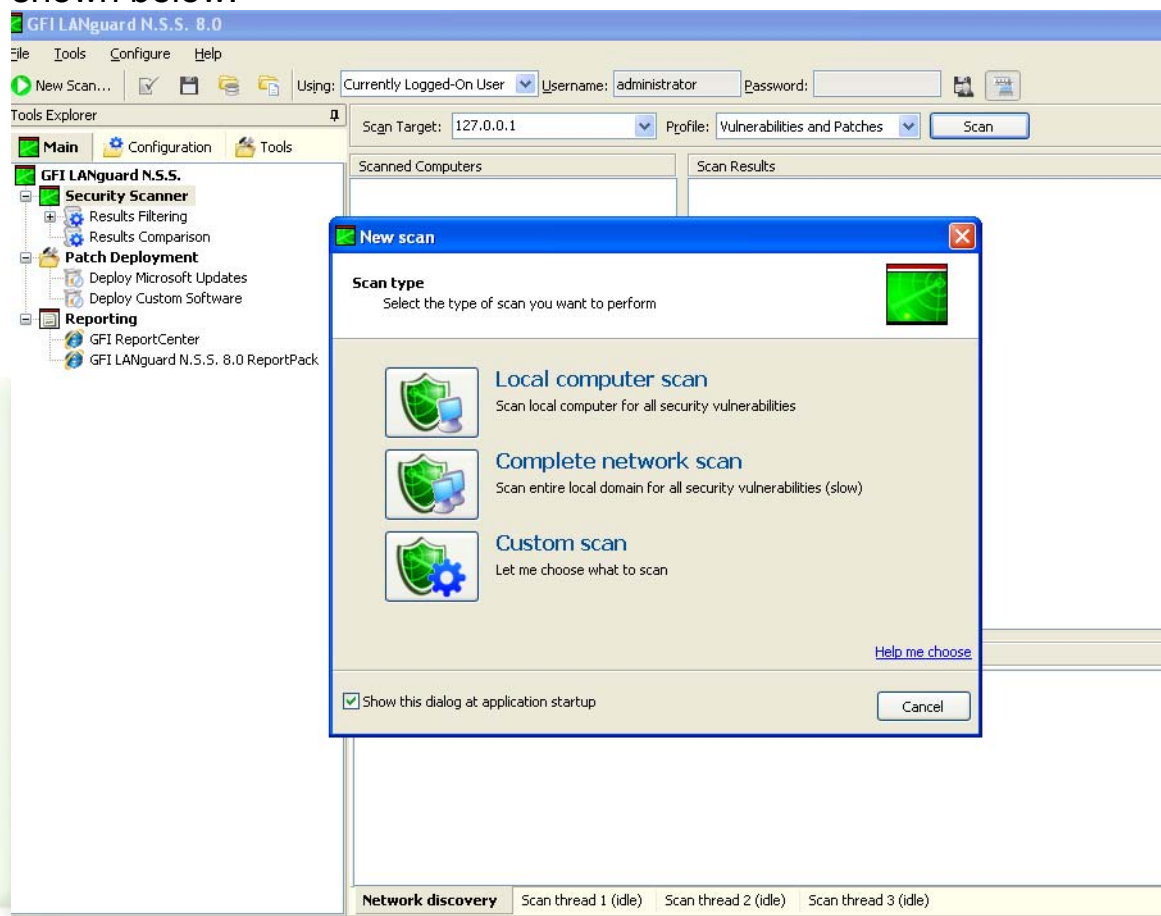 shown below.
GFI LANguard N.S.S. 8.0
File Tools Configure Help
New Scan... Using: Currently Logged-On User Username: administrator Password:
Tools Explorer
Scan Target: 127.0.0.1 Profile: Vulnerabilities and Patches Scan
Main Configuration Tools
Scanned Computers Scan Results
GFI LANguard N.S.S.
Security Scanner
Results Filtering
Results Comparison
Patch Deployment
Deploy Microsoft Updates
Deploy Custom Software
Reporting
GFI ReportCenter
GFI LANguard N.S.S. 8.0 ReportPack
New scan
Scan type
Select the type of scan you want to perform
Local computer scan
Scan local computer for all security vulnerabilities
Complete network scan
Scan entire local domain for all security vulnerabilities (slow)
Custom scan
Let me choose what to scan
Help me choose
Show this dialog at application startup
Cancel
Network discovery Scan thread 1 (idle) Scan thread 2 (idle) Scan thread 3 (idle)